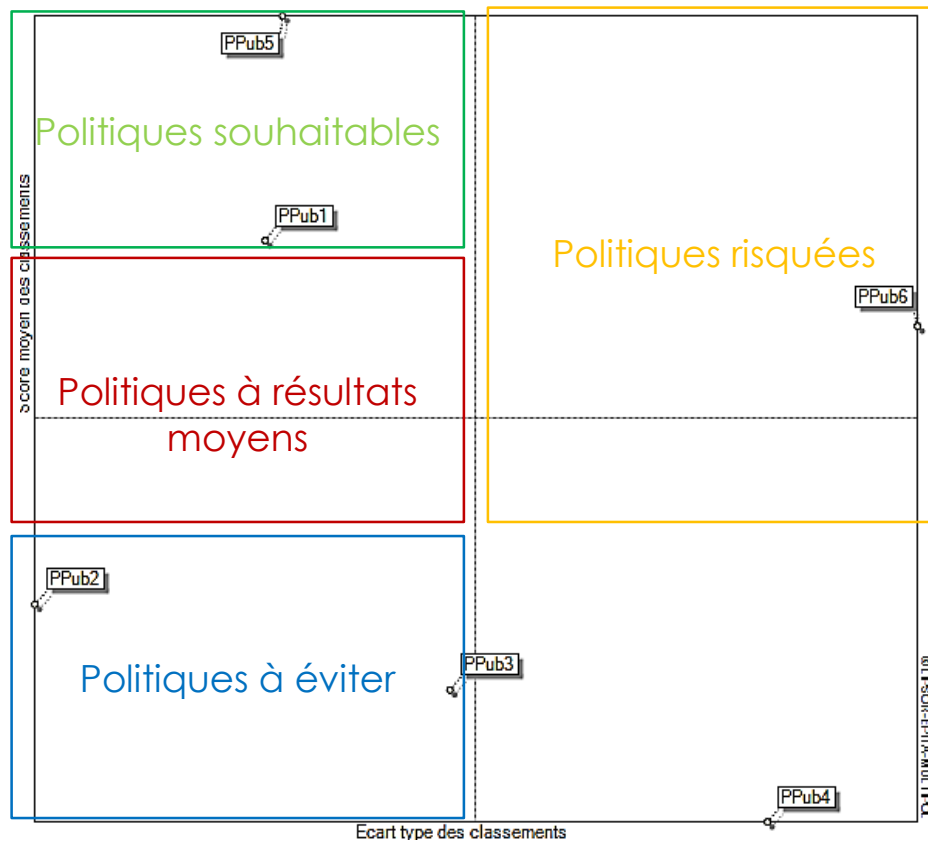 PPub5
Politiques souhaitables
PPub1
Score moyen des classements
Politiques risquées
PPub6
Politiques à résultats
moyens
PPub2
Politiques à éviter
PPub3
PPub4
Ecart type des classements